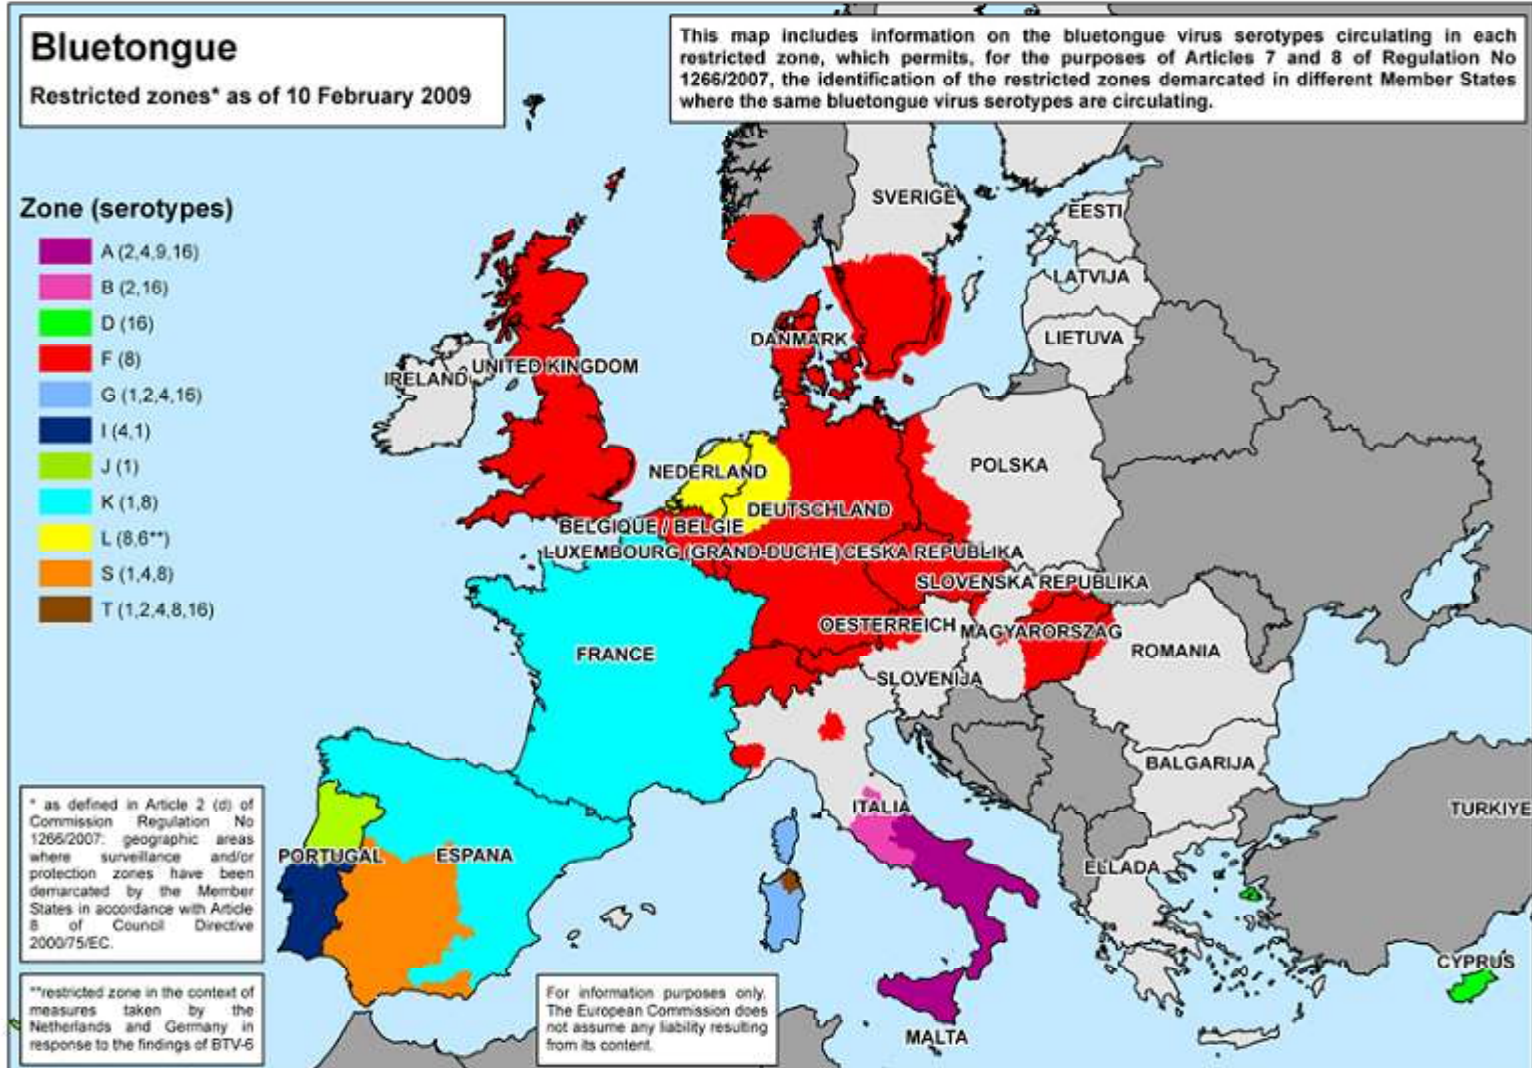 Bluetongue
Restricted zones* as of 10 February 2009
This map includes information on the bluetongue virus serotypes circulating in each
restricted zone, which permits, for the purposes of Articles 7 and 8 of Regulation No
1266/2007, the identification of the restricted zones demarcated in different Member States
where the same bluetongue virus serotypes are circulating.
Zone (serotypes)
A (2,4,9,16)
B (2,16)
D (16)
F (8)
G (1,2,4,16)
I (4,1)
J (1)
K (1,8)
L (8,6**)
S (1,4,8)
T (1,2,4,8,16)
SVERIGE
EESTI
LATVIJA
LIETUVA
DANMARK
IRELAND
UNITED KINGDOM
POLSKA
NEDERLAND
DEUTSCHLAND
BELGIQUE / BELGIE
LUXEMBOURG (GRAND-DUCHE)
CESKA REPUBLIKA
SLOVENSKA REPUBLIKA
OESTERREICH
MAGYARORSZAG
FRANCE
ROMANIA
SLOVENIJA
BALGARIJA
ITALIA
TURKIYE
PORTUGAL
ESPANA
ELLADA
CYPRUS
MALTA
* as defined in Article 2 (d) of
Commission Regulation No
1266/2007: geographic areas
where surveillance and/or
protection zones have been
demarcated by the Member
States in accordance with Article
8 of Council Directive
2000/75/EC.
**restricted zone in the context of
measures taken by the
Netherlands and Germany in
response to the findings of BTV-6
For information purposes only.
The European Commission does
not assume any liability resulting
from its content.